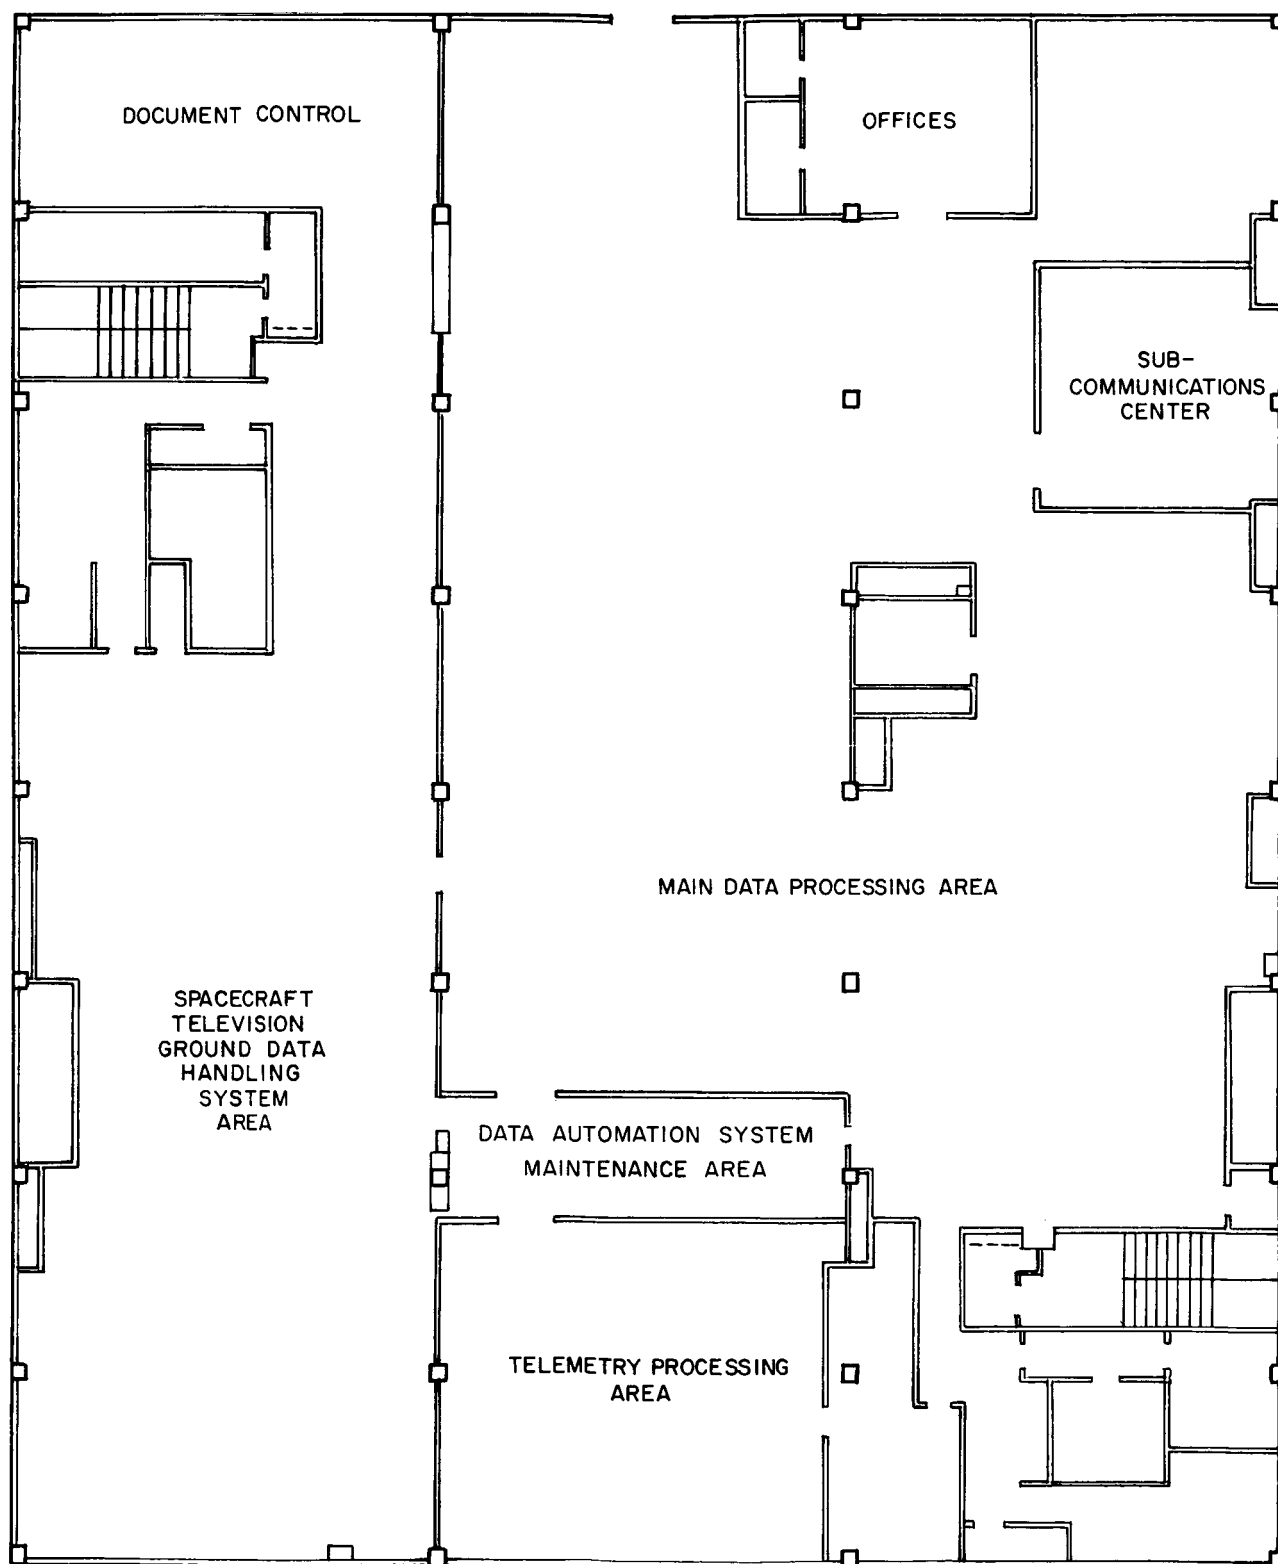 DOCUMENT CONTROL
OFFICES
SUB-
COMMUNICATIONS
CENTER
MAIN DATA PROCESSING AREA
SPACECRAFT
TELEVISION
GROUND DATA
HANDLING
SYSTEM
AREA
DATA AUTOMATION SYSTEM
MAINTENANCE AREA
TELEMETRY PROCESSING
AREA